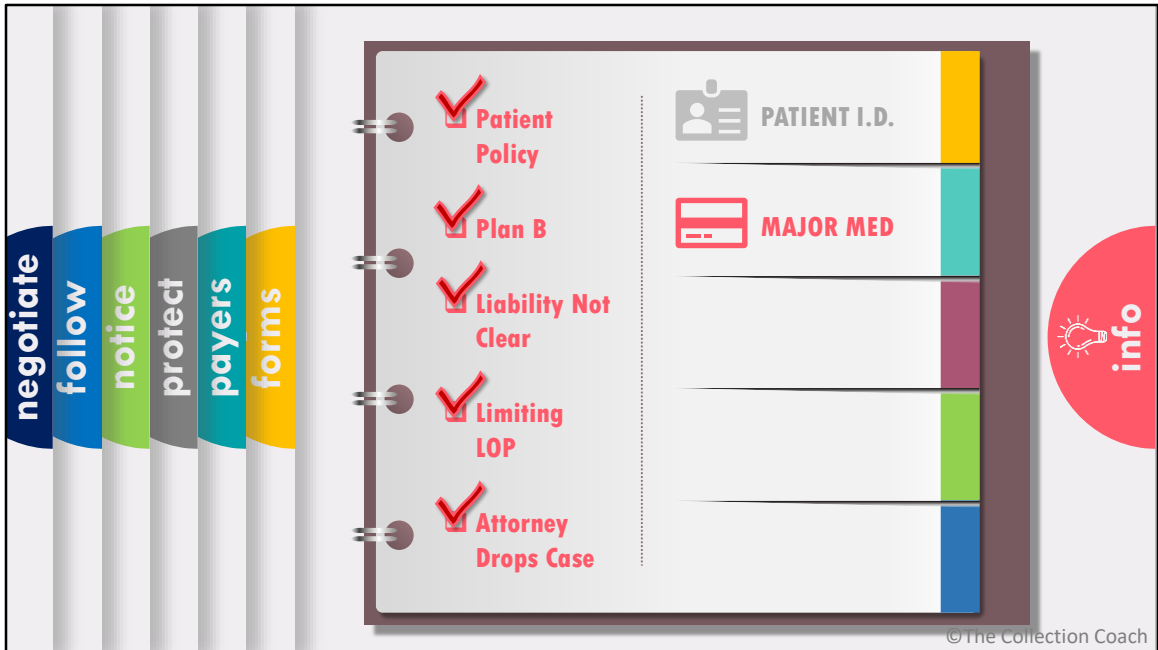 negotiate
follow
notice
protect
payers
forms
Patient
Policy
Plan B
Liability Not
Clear
Limiting
LOP
Attorney
Drops Case
PATIENT I.D.
MAJOR MED
info
©The Collection Coach